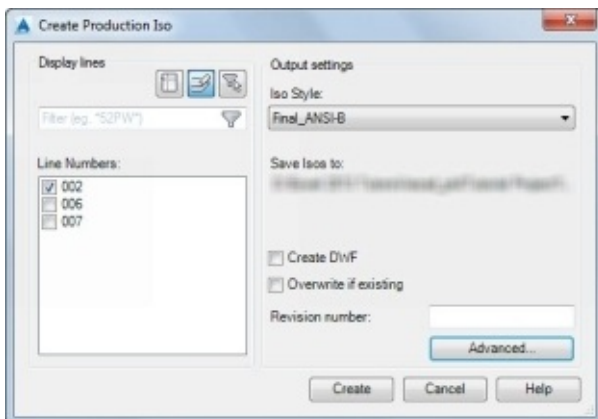 Create Production Iso
Display lines
Filter (eg. *52PW*)
Line Numbers:
002
006
007
Output settings
Iso Style:
Final_ANSI-B
Save Isos to:
Create DWF
Overwrite if existing
Revision number:
Advanced...
Create
Cancel
Help